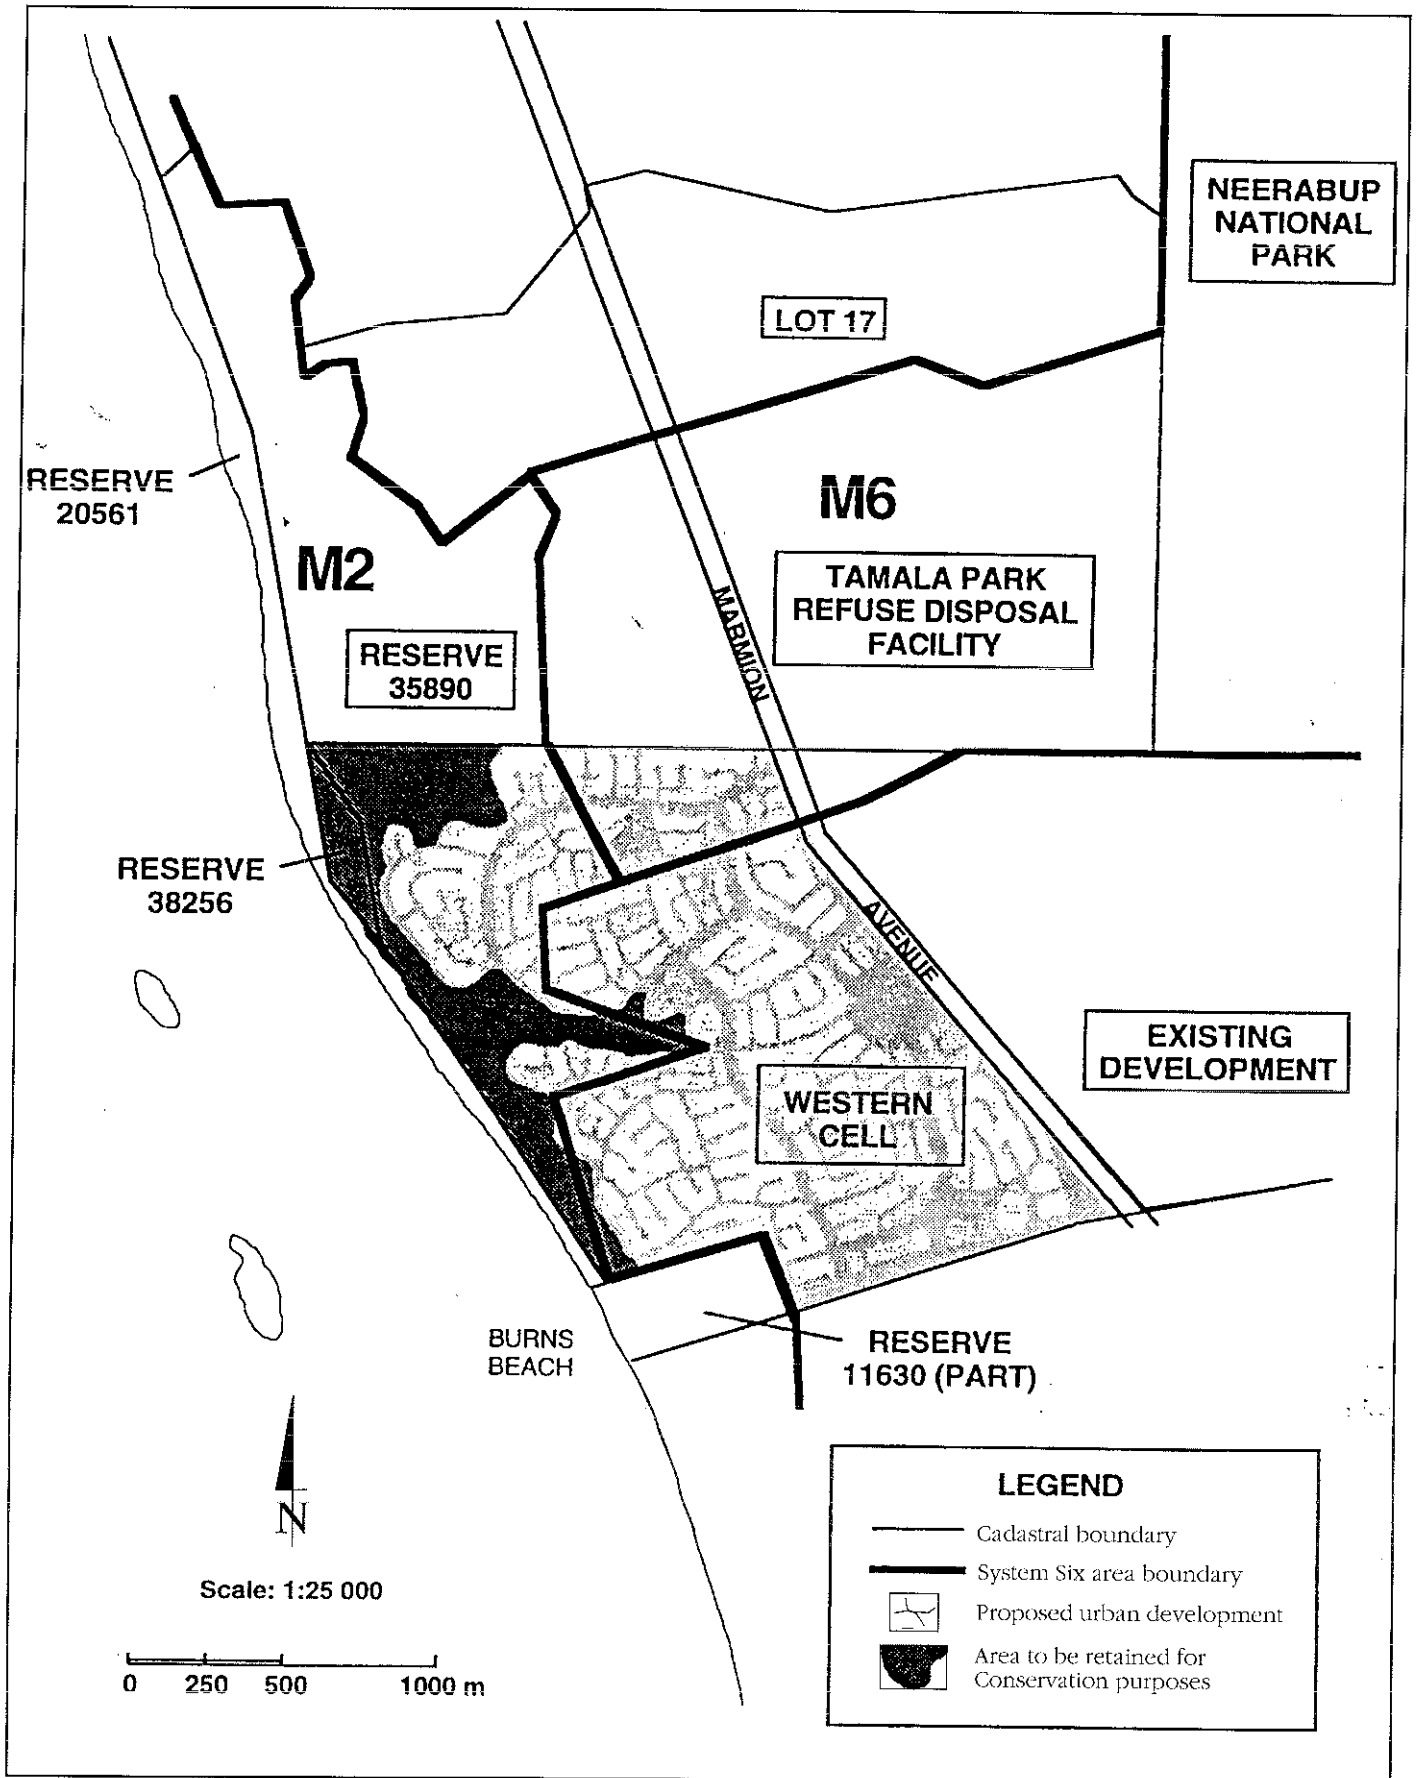 NEERABUP
NATIONAL
PARK
LOT 17
RESERVE
20561
M6
M2
TAMALA PARK
REFUSE DISPOSAL
FACILITY
MARMION
RESERVE
35890
RESERVE
38256
AVENUE
EXISTING
DEVELOPMENT
WESTERN
CELL
BURNS
BEACH
RESERVE
11630 (PART)
N
Scale: 1:25 000
0 250 500 1000 m
LEGEND
Cadastral boundary
System Six area boundary
Proposed urban development
Area to be retained for
Conservation purposes